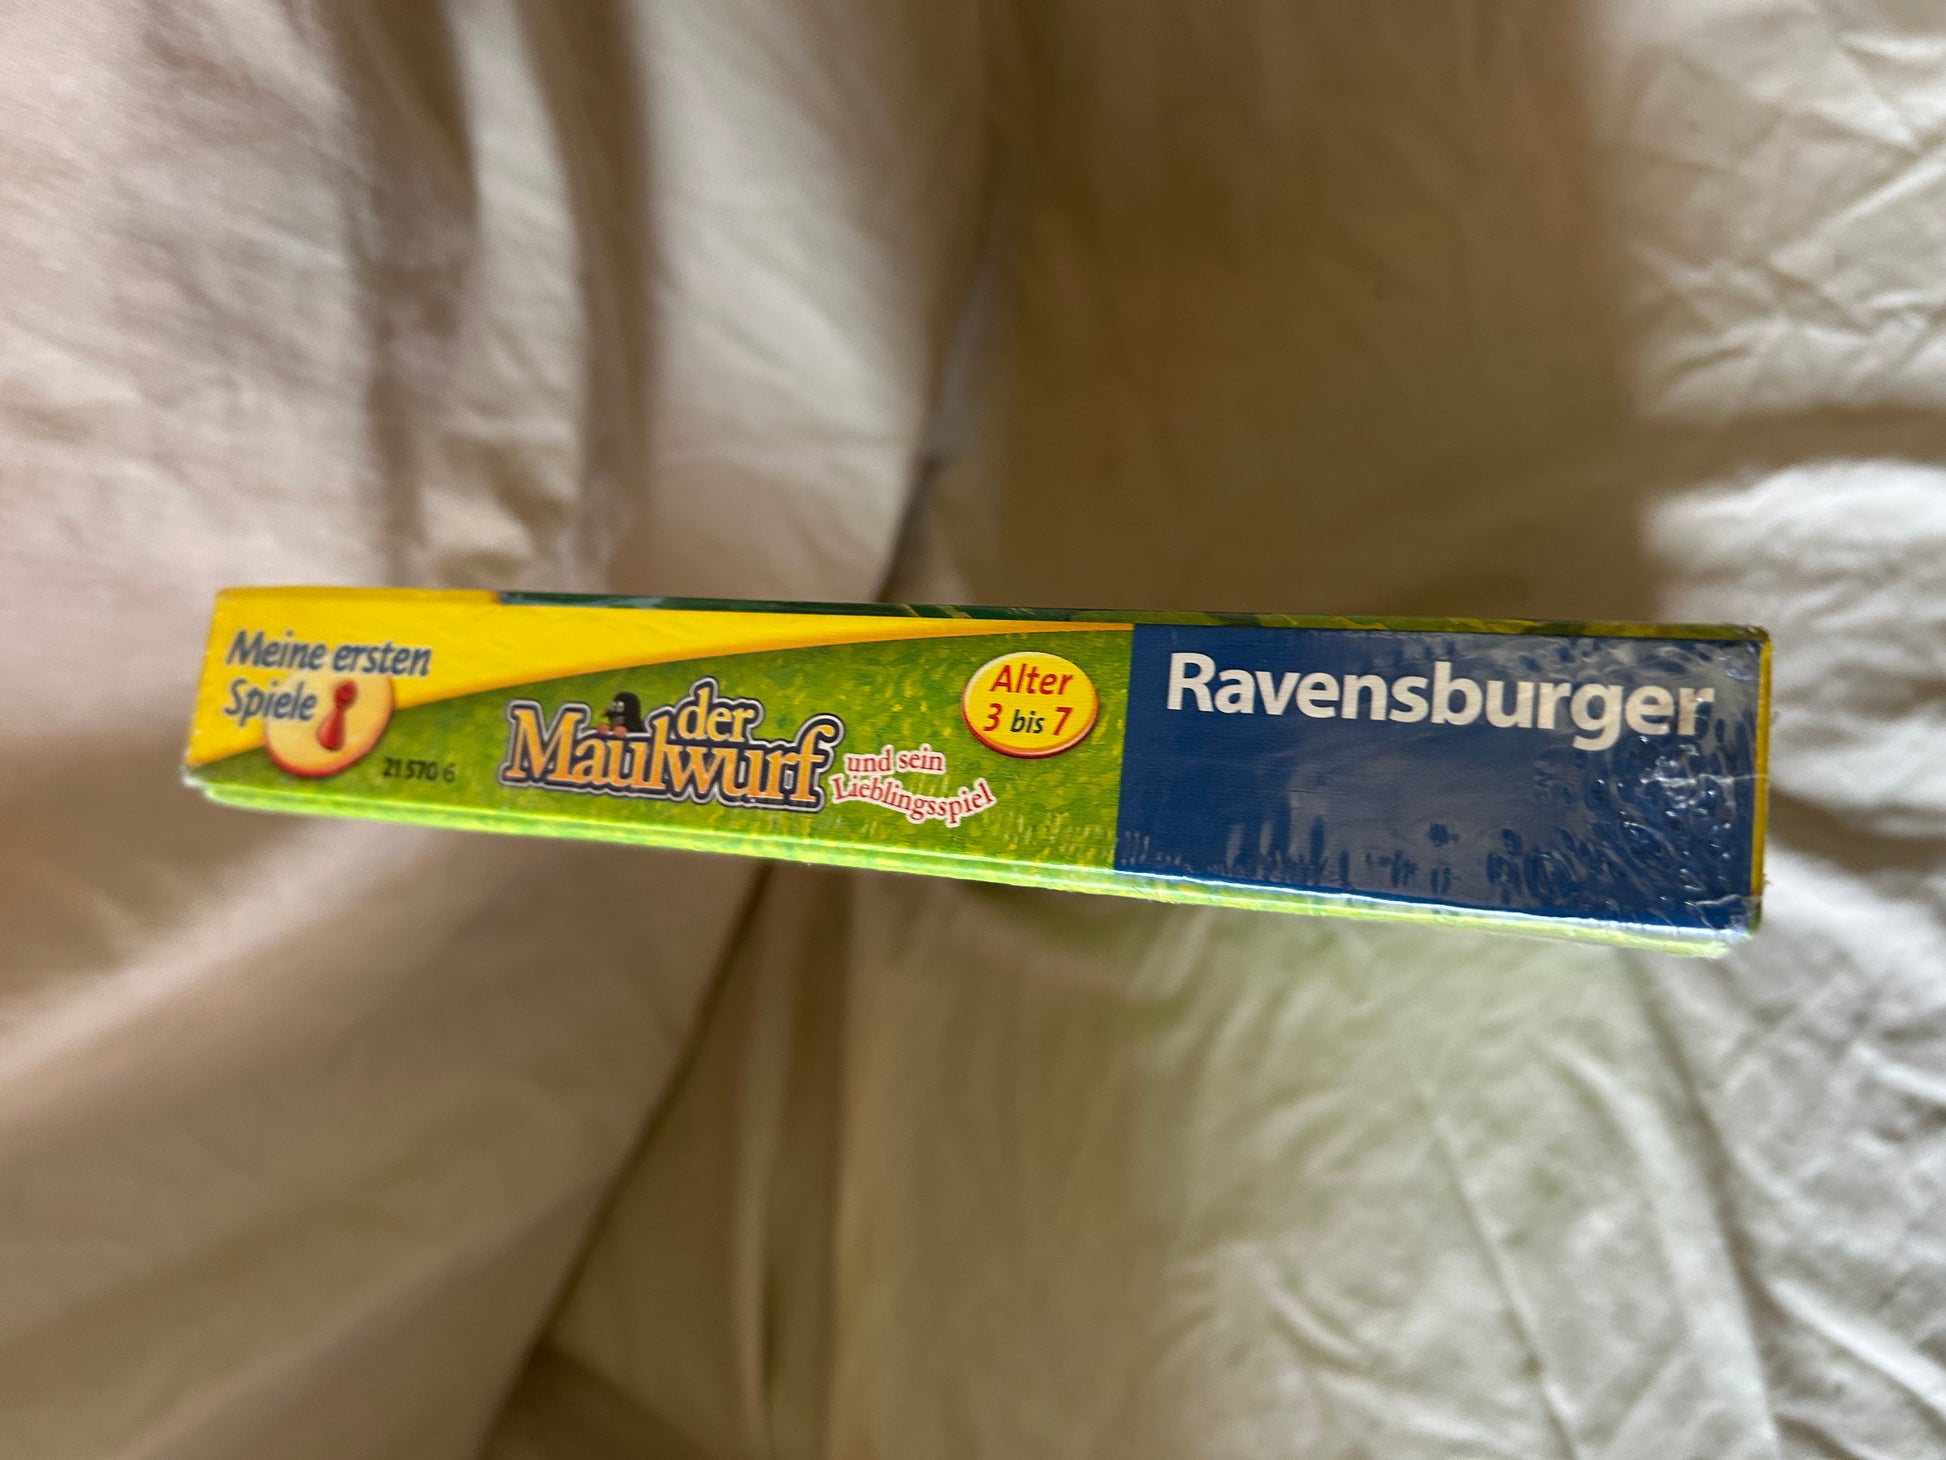 Meine ersten
Spiele
21 570 6
der
Maulwurf
und sein
Lieblingsspiel
Alter
3 bis 7
Ravensburger